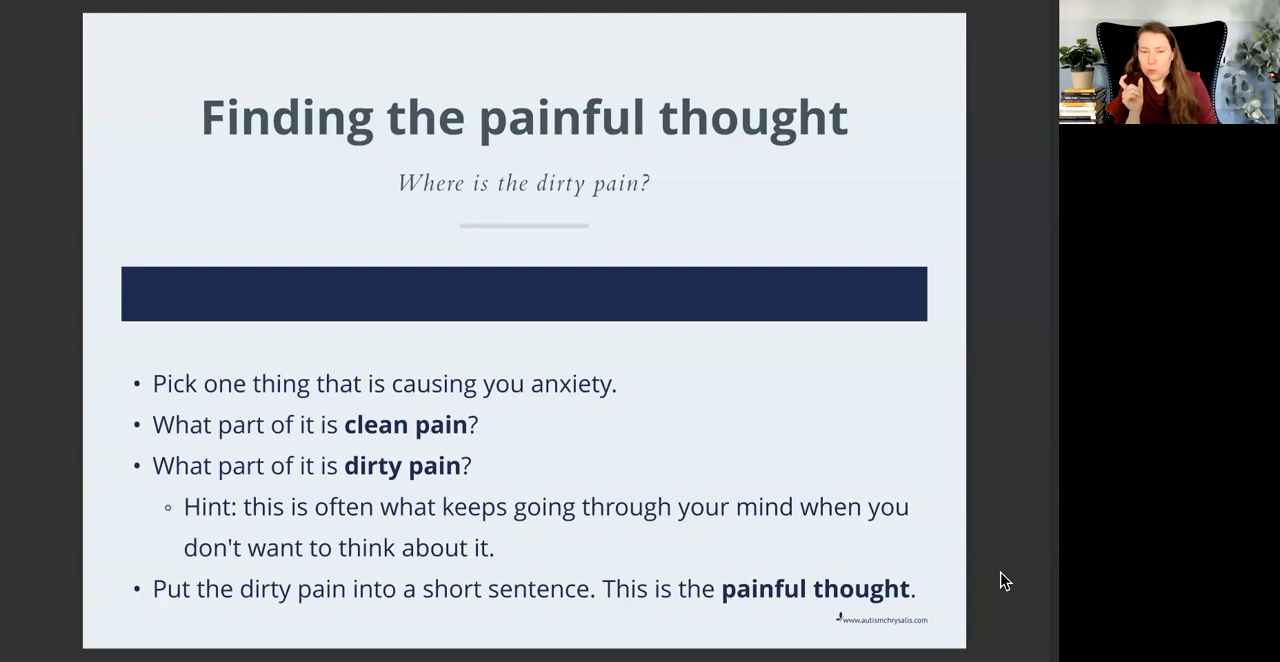 Finding the painful thought
Where is the dirty pain?
• Pick one thing that is causing you anxiety.
• What part of it is clean pain?
• What part of it is dirty pain?
◦ Hint: this is often what keeps going through your mind when you
don't want to think about it.
• Put the dirty pain into a short sentence. This is the painful thought.
www.autismchrysalis.com